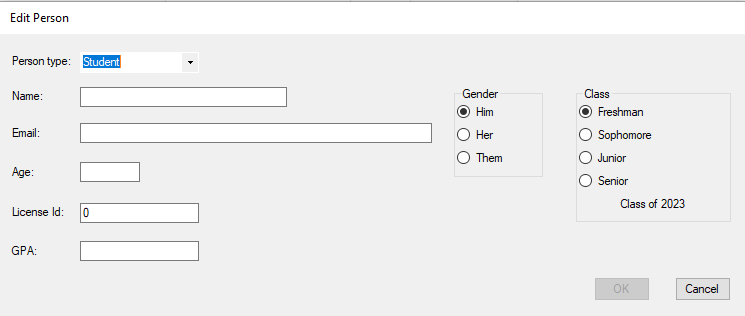 Edit Person
Person type: Student
Name:
Email:
Age:
License Id: 0
GPA:
Gender
Him
Her
Them
Class
Freshman
Sophomore
Junior
Senior
Class of 2023
OK
Cancel